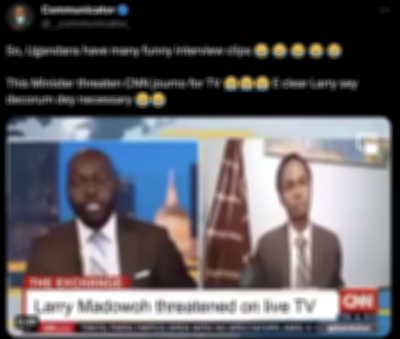 Communicator
So, Ugandans have many funny interview clips 😂 😂 😂 😂 😂
This Minister threaten CNN journo for TV 😂😂😂 E clear Larry sey
decorum dey necessary 😂😂
THE EXCHANGE
Larry Madowoh threatened on live TV
CNN